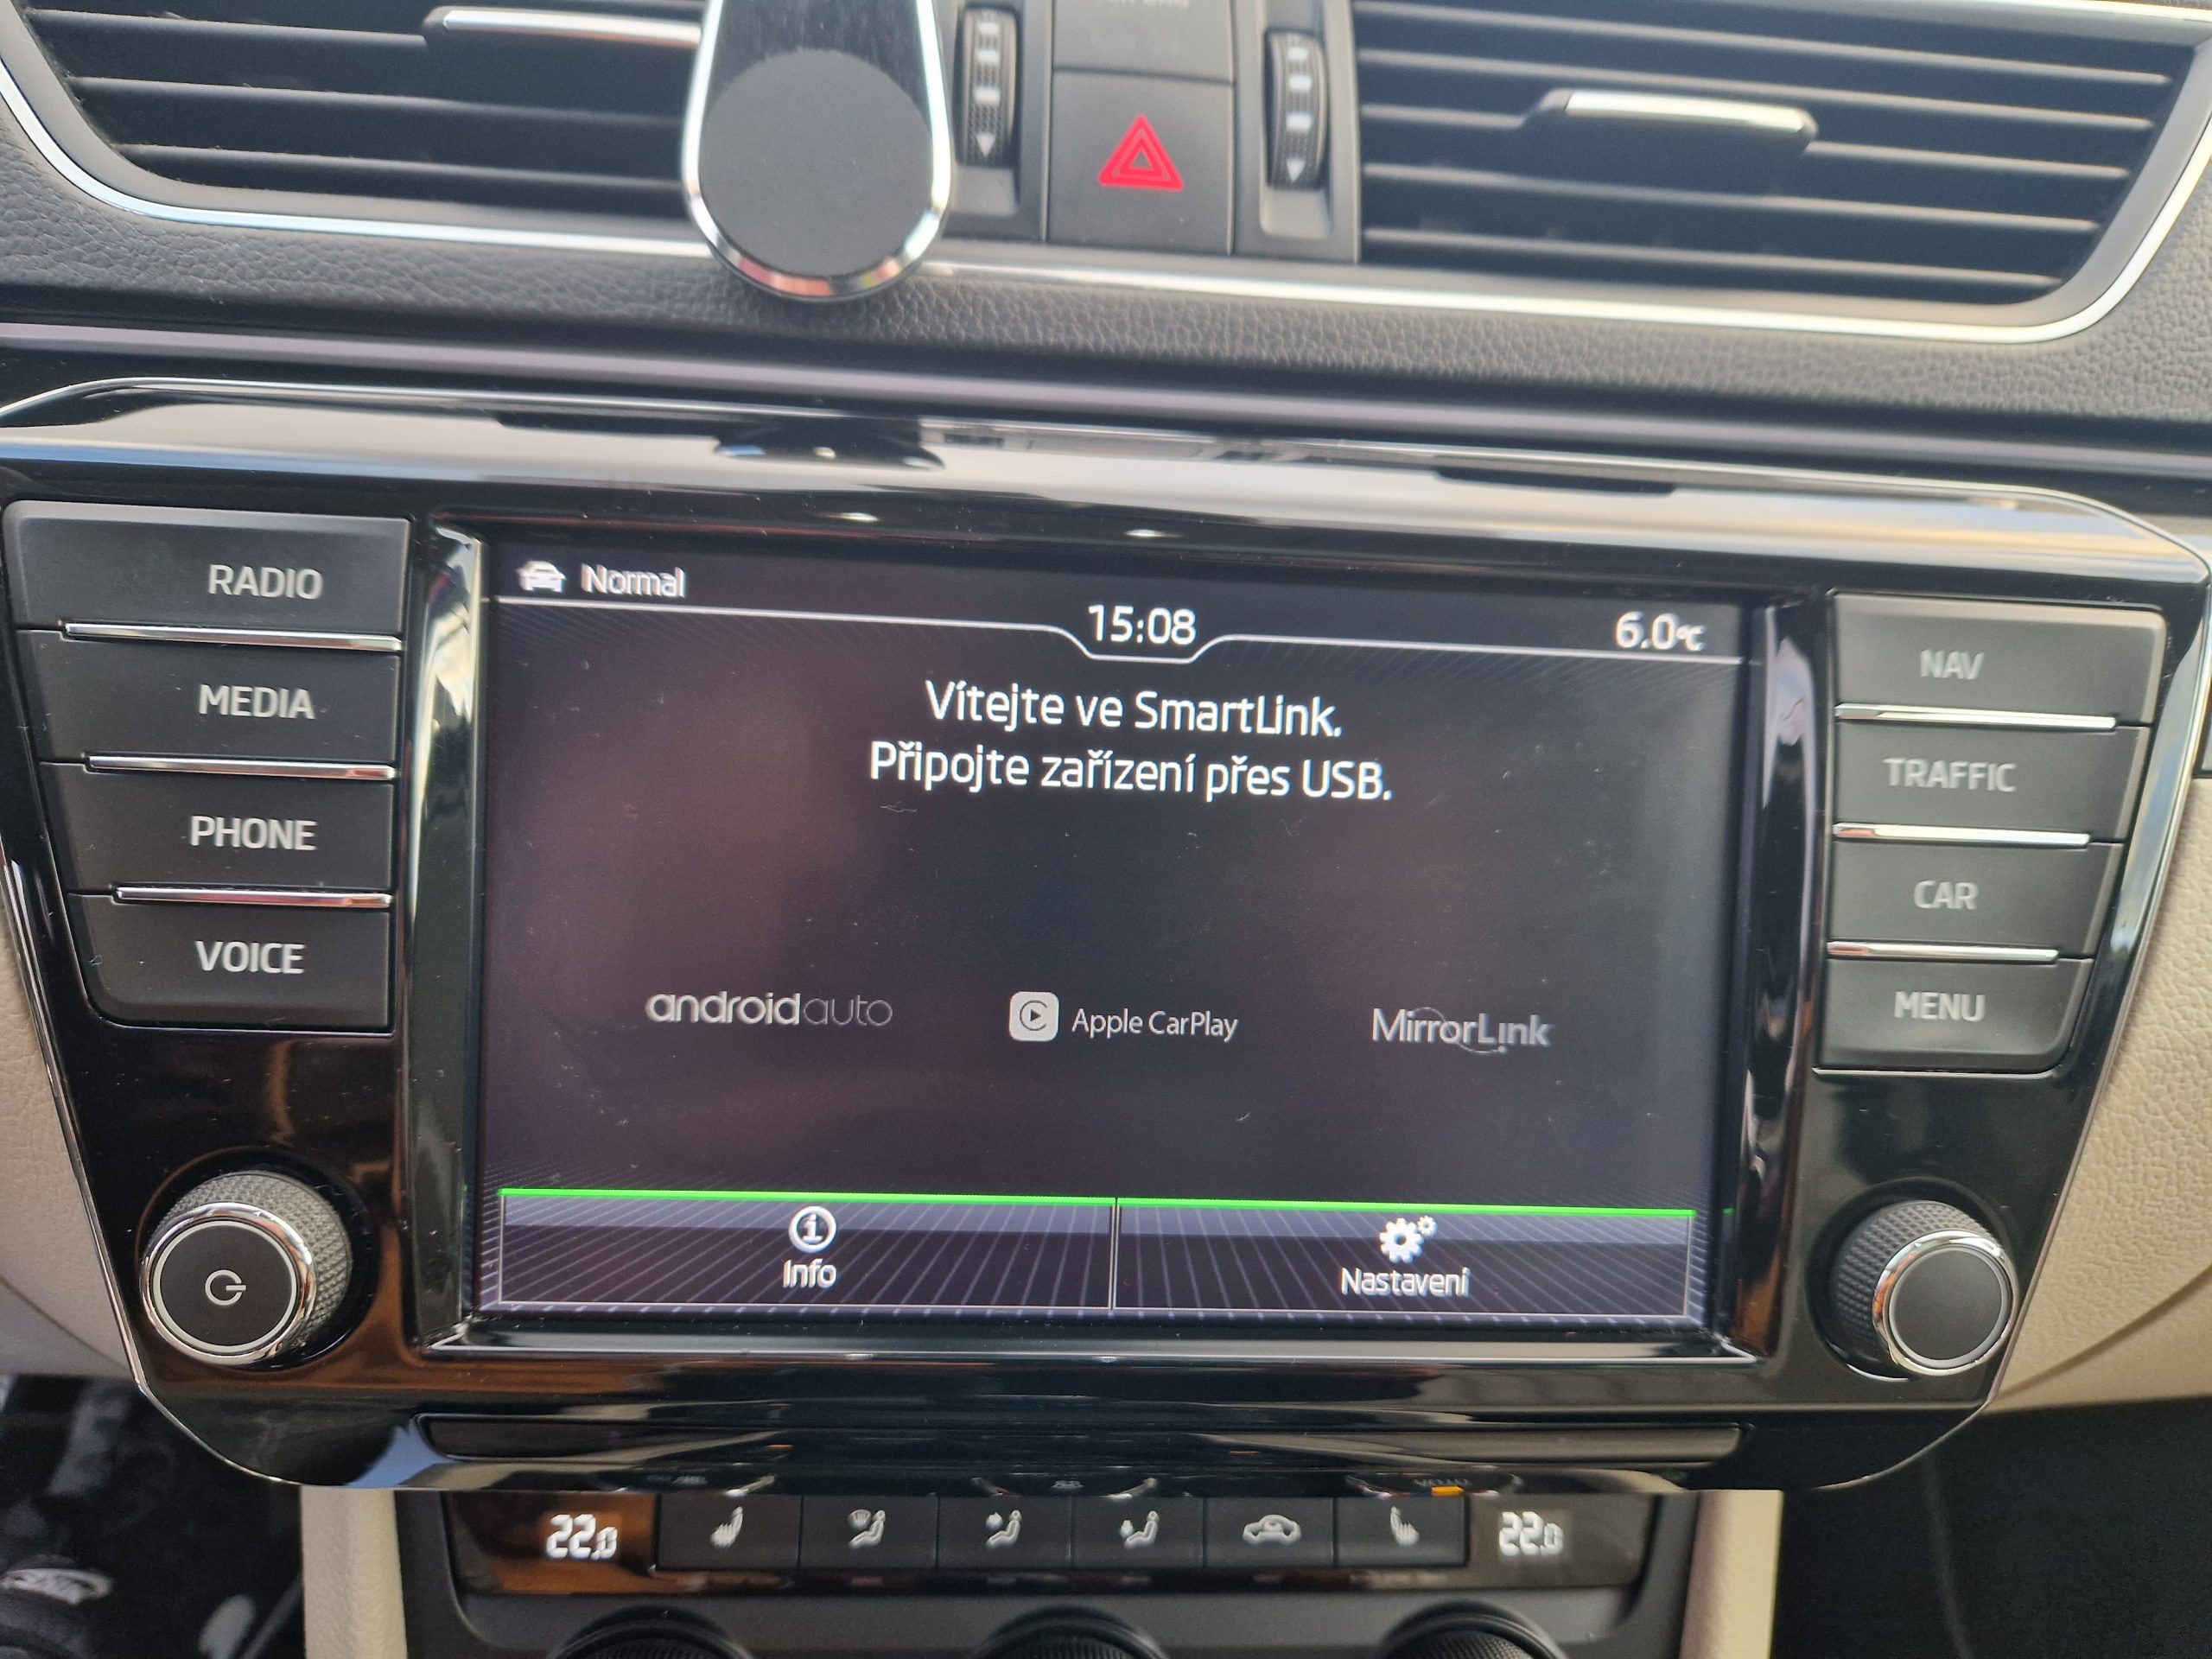 RADIO
MEDIA
PHONE
VOICE
Normal
15:08
6.0°C
Vítejte ve SmartLink.
Připojte zařízení přes USB.
androidauto
Apple CarPlay
MirrorLink
Info
Nastavení
NAV
TRAFFIC
CAR
MENU
22.0
22.0